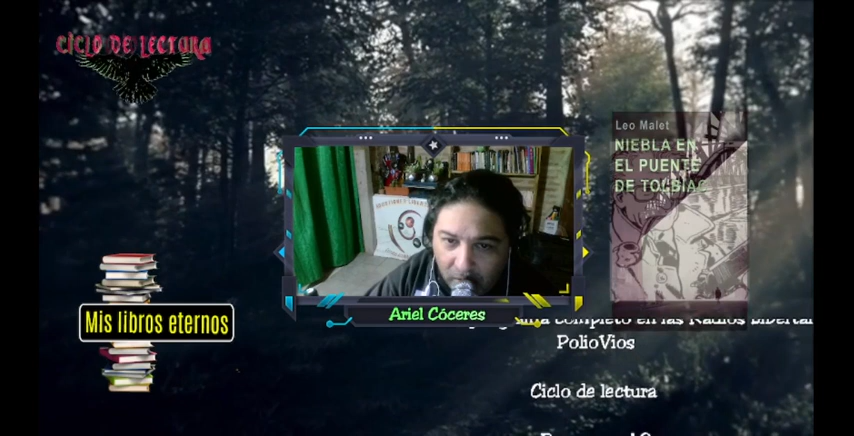 CICLO DE LECTURA
Leo Malet
NIEBLA EN
EL PUENTE
DE TOLBIAC
Mis libros eternos
Ariel Cóceres
completo en las Radios Libertar
PolioVios
Ciclo de lectura